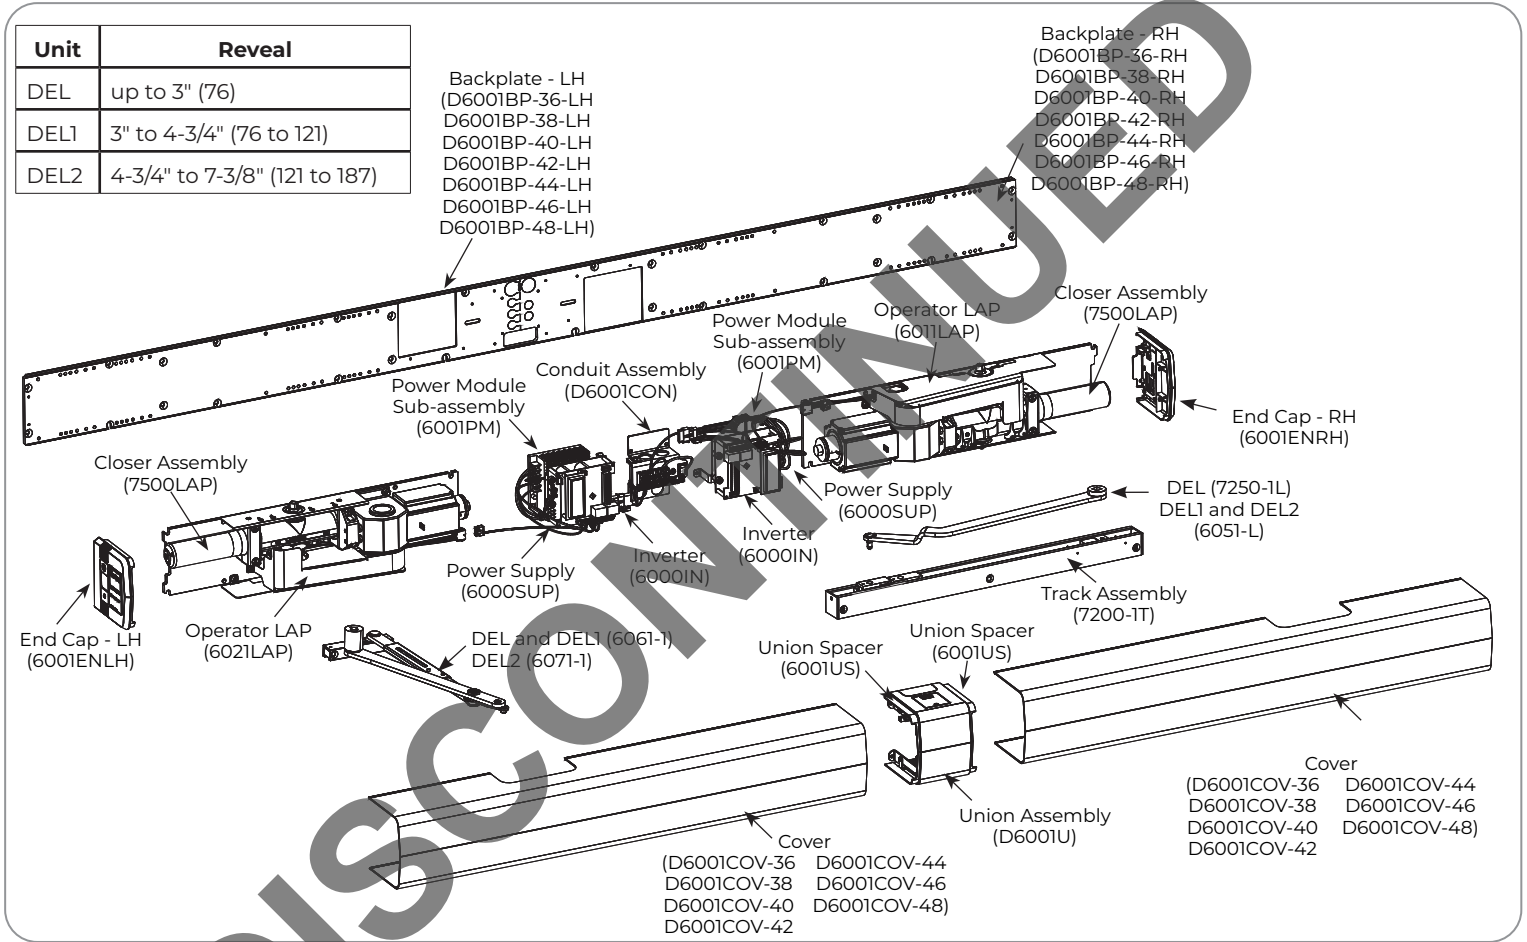 Unit Reveal
DEL up to 3" (76)
DEL1 3" to 4-3/4" (76 to 121)
DEL2 4-3/4" to 7-3/8" (121 to 187)
Backplate - LH
(D6001BP-36-LH
D6001BP-38-LH
D6001BP-40-LH
D6001BP-42-LH
D6001BP-44-LH
D6001BP-46-LH
D6001BP-48-LH)
Backplate - RH
(D6001BP-36-RH
D6001BP-38-RH
D6001BP-40-RH
D6001BP-42-RH
D6001BP-44-RH
D6001BP-46-RH
D6001BP-48-RH)
Closer Assembly
(7500LAP)
Operator LAP
(6011LAP)
Power Module
Sub-assembly
(6001PM)
Conduit Assembly
(D6001CON)
Power Module
Sub-assembly
(6001PM)
Closer Assembly
(7500LAP)
End Cap - RH
(6001ENRH)
Power Supply
(6000SUP)
DEL (7250-1L)
DEL1 and DEL2
(6051-L)
Inverter
(6000IN)
Inverter
(6000IN)
Power Supply
(6000SUP)
Track Assembly
(7200-1T)
End Cap - LH
(6001ENLH)
Operator LAP
(6021LAP)
DEL and DEL1 (6061-1)
DEL2 (6071-1)
Union Spacer
(6001US)
Union Spacer
(6001US)
Union Assembly
(D6001U)
Cover
(D6001COV-36 D6001COV-44
D6001COV-38 D6001COV-46
D6001COV-40 D6001COV-48)
D6001COV-42
Cover
(D6001COV-36 D6001COV-44
D6001COV-38 D6001COV-46
D6001COV-40 D6001COV-48)
D6001COV-42
DISCONTINUED